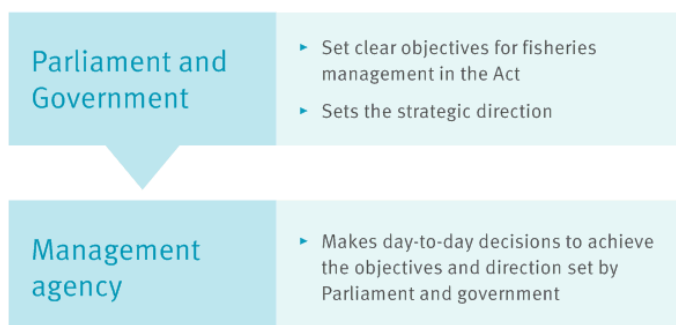 Parliament and
Government
► Set clear objectives for fisheries
management in the Act
► Sets the strategic direction
Management
agency
► Makes day-to-day decisions to achieve
the objectives and direction set by
Parliament and government